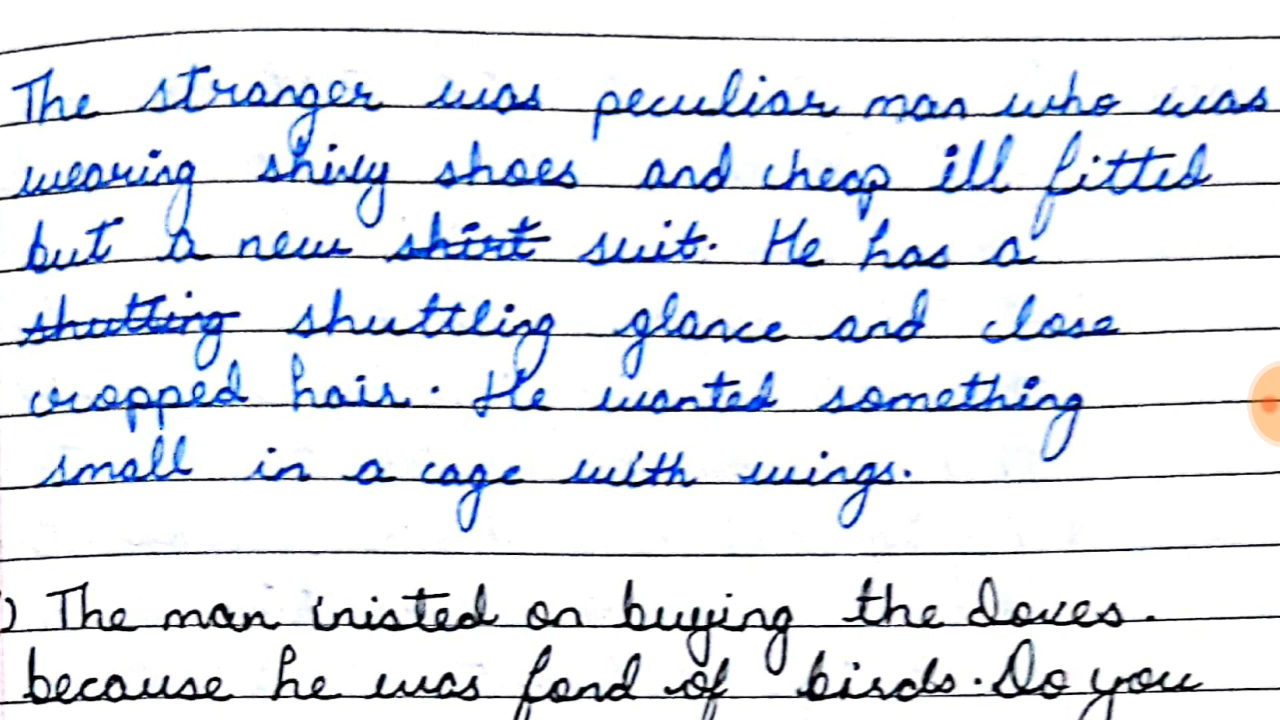 The stranger was peculiar man who was
wearing shiny shoes and cheap ill fitted
but a new shirt suit. He has a
shutting shuttling glance and close
cropped hair. He wanted something
small in a cage with wings.
) The man inisted on buying the doves.
because he was fond of birds. Do you